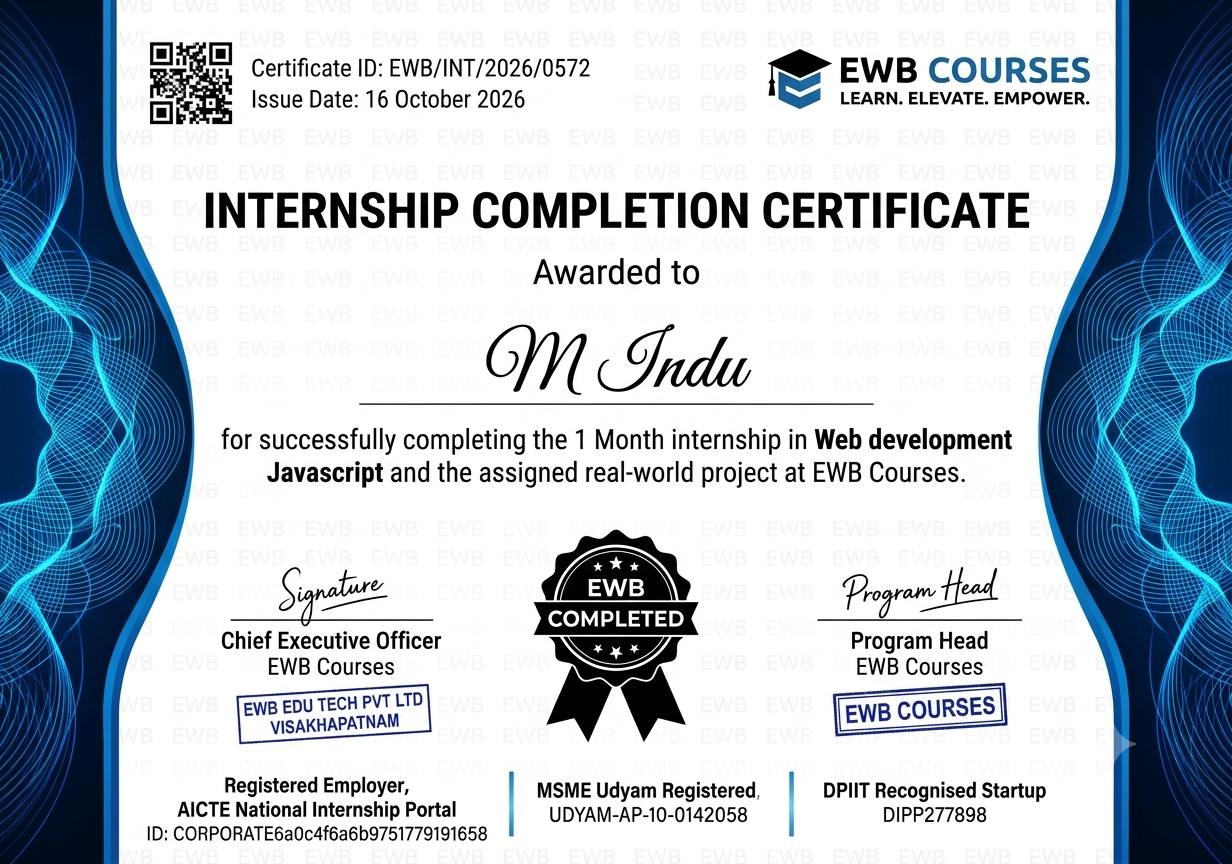 Certificate ID: EWB/INT/2026/0572
Issue Date: 16 October 2026
EWB COURSES
LEARN. ELEVATE. EMPOWER.
INTERNSHIP COMPLETION CERTIFICATE
Awarded to
M Indu
for successfully completing the 1 Month internship in Web development
Javascript and the assigned real-world project at EWB Courses.
Signature
Chief Executive Officer
EWB Courses
EWB EDU TECH PVT LTD
VISAKHAPATNAM
EWB
COMPLETED
Program Head
Program Head
EWB Courses
EWB COURSES
Registered Employer,
AICTE National Internship Portal
ID: CORPORATE6a0c4f6a6b9751779191658
MSME Udyam Registered,
UDYAM-AP-10-0142058
DPIIT Recognised Startup
DIPP277898